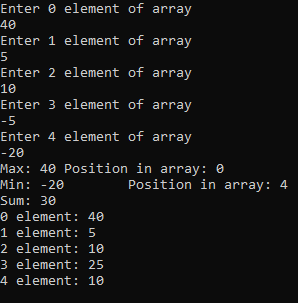 Enter 0 element of array
40
Enter 1 element of array
5
Enter 2 element of array
10
Enter 3 element of array
-5
Enter 4 element of array
-20
Max: 40 Position in array: 0
Min: -20        Position in array: 4
Sum: 30
0 element: 40
1 element: 5
2 element: 10
3 element: 25
4 element: 10